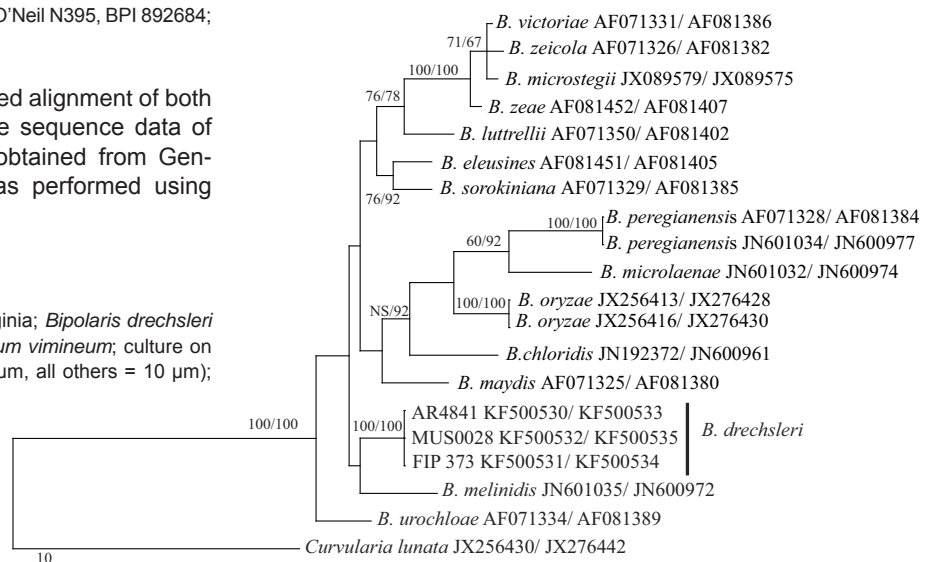 O’Neil N395, BPI 892684;
ed alignment of both
e sequence data of
obtained from Gen-
as performed using
ginia; Bipolaris drechsleri
um vimineum; culture on
um, all others = 10 µm);
B. victoriae AF071331/ AF081386
71/67
B. zeicola AF071326/ AF081382
100/100
B. microstegii JX089579/ JX089575
76/78
B. zeae AF081452/ AF081407
B. luttrellii AF071350/ AF081402
B. eleusines AF081451/ AF081405
B. sorokiniana AF071329/ AF081385
76/92
100/100
B. peregianensis AF071328/ AF081384
B. peregianensis JN601034/ JN600977
60/92
B. microlaenae JN601032/ JN600974
100/100
B. oryzae JX256413/ JX276428
B. oryzae JX256416/ JX276430
NS/92
B.chloridis JN192372/ JN600961
B. maydis AF071325/ AF081380
AR4841 KF500530/ KF500533
100/100
MUS0028 KF500532/ KF500535
B. drechsleri
FIP 373 KF500531/ KF500534
100/100
B. melinidis JN601035/ JN600972
B. urochloae AF071334/ AF081389
Curvularia lunata JX256430/ JX276442
10